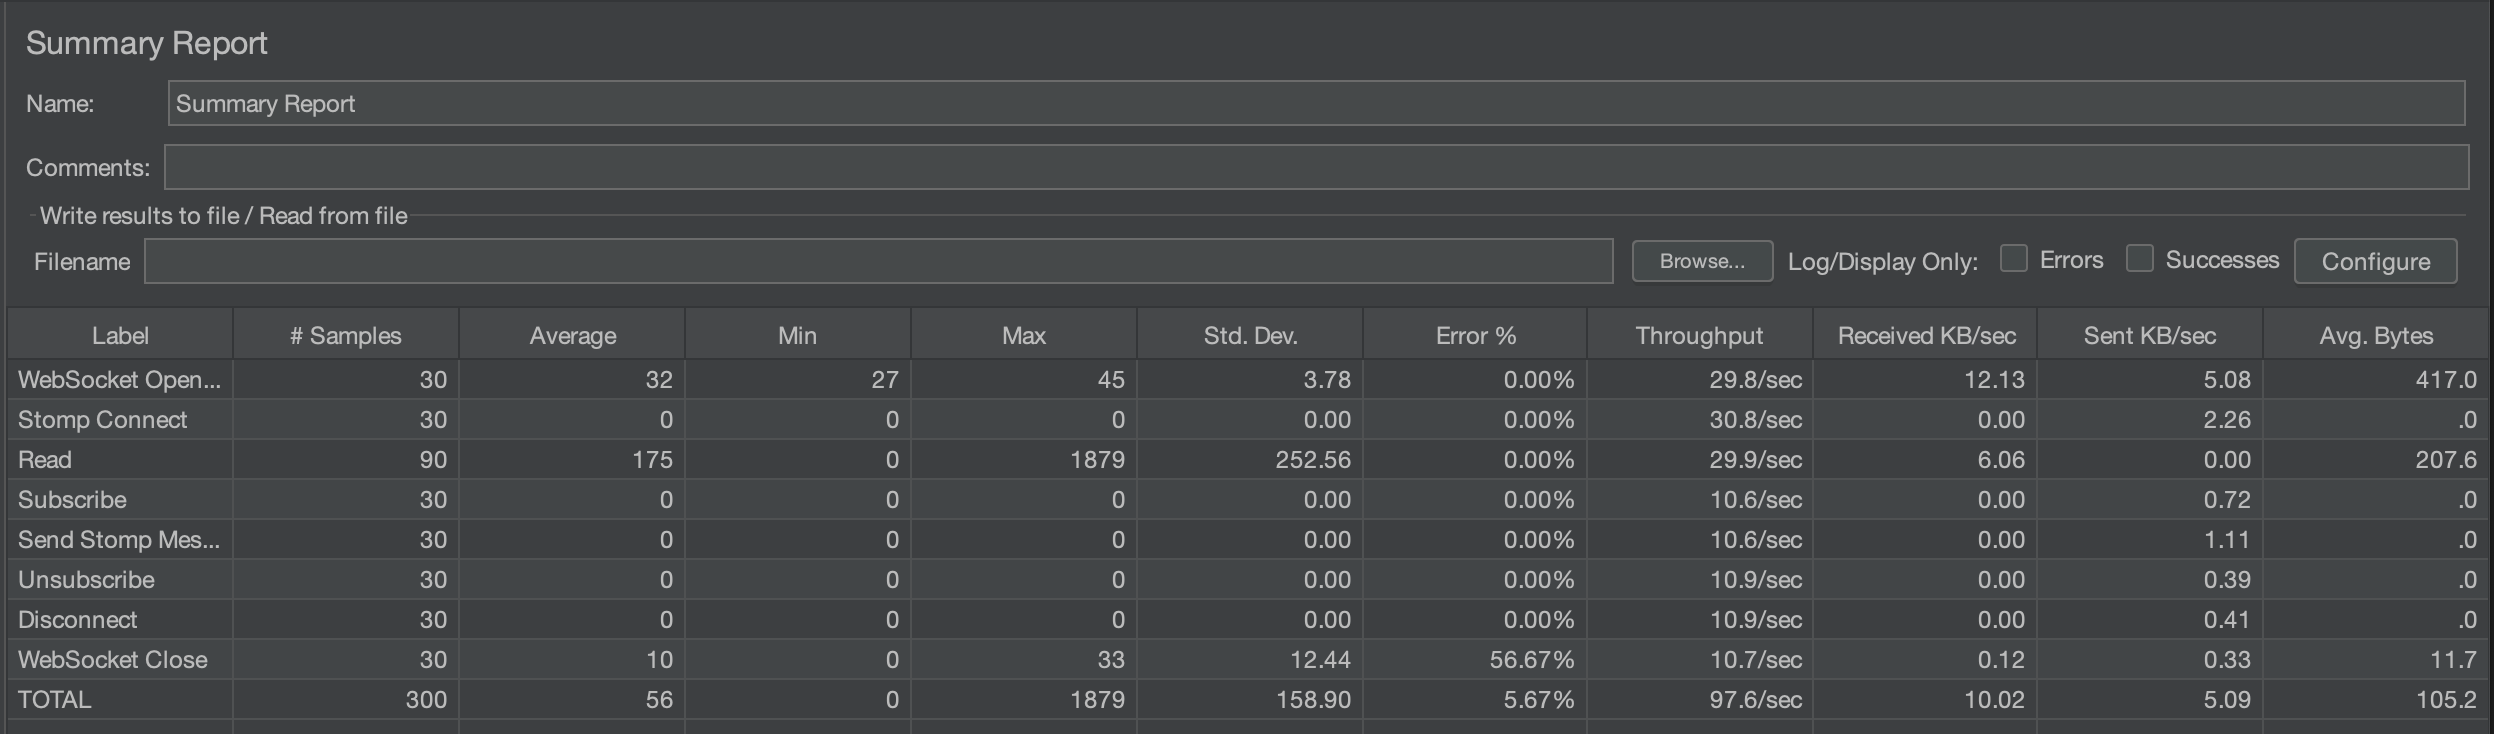 Summary Report
Name: Summary Report
Comments:
Write results to file / Read from file
Filename Browse... Log/Display Only: Errors Successes Configure
Label # Samples Average Min Max Std. Dev. Error % Throughput Received KB/sec Sent KB/sec Avg. Bytes
WebSocket Open... 30 32 27 45 3.78 0.00% 29.8/sec 12.13 5.08 417.0
Stomp Connect 30 0 0 0 0.00 0.00% 30.8/sec 0.00 2.26 .0
Read 90 175 0 1879 252.56 0.00% 29.9/sec 6.06 0.00 207.6
Subscribe 30 0 0 0 0.00 0.00% 10.6/sec 0.00 0.72 .0
Send Stomp Mes... 30 0 0 0 0.00 0.00% 10.6/sec 0.00 1.11 .0
Unsubscribe 30 0 0 0 0.00 0.00% 10.9/sec 0.00 0.39 .0
Disconnect 30 0 0 0 0.00 0.00% 10.9/sec 0.00 0.41 .0
WebSocket Close 30 10 0 33 12.44 56.67% 10.7/sec 0.12 0.33 11.7
TOTAL 300 56 0 1879 158.90 5.67% 97.6/sec 10.02 5.09 105.2